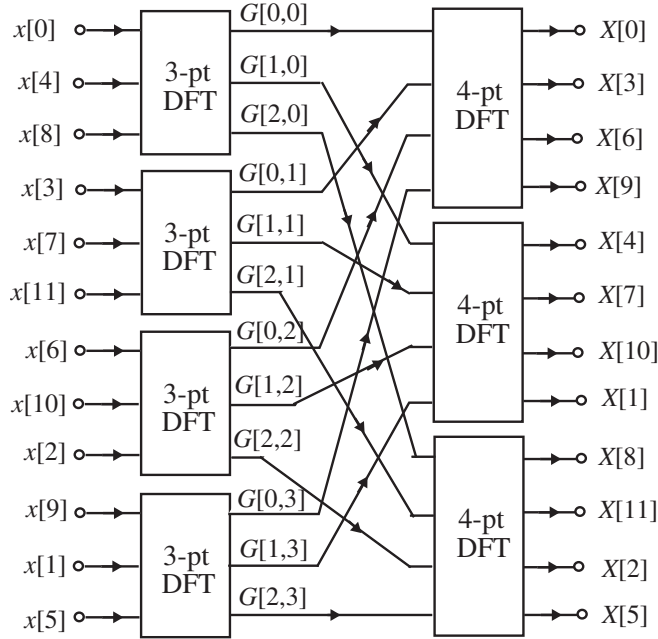 x[0]
x[4]
x[8]
3-pt
DFT
G[0,0]
G[1,0]
G[2,0]
x[3]
x[7]
x[11]
3-pt
DFT
G[0,1]
G[1,1]
G[2,1]
x[6]
x[10]
x[2]
3-pt
DFT
G[0,2]
G[1,2]
G[2,2]
x[9]
x[1]
x[5]
3-pt
DFT
G[0,3]
G[1,3]
G[2,3]
4-pt
DFT
X[0]
X[3]
X[6]
X[9]
4-pt
DFT
X[4]
X[7]
X[10]
X[1]
4-pt
DFT
X[8]
X[11]
X[2]
X[5]